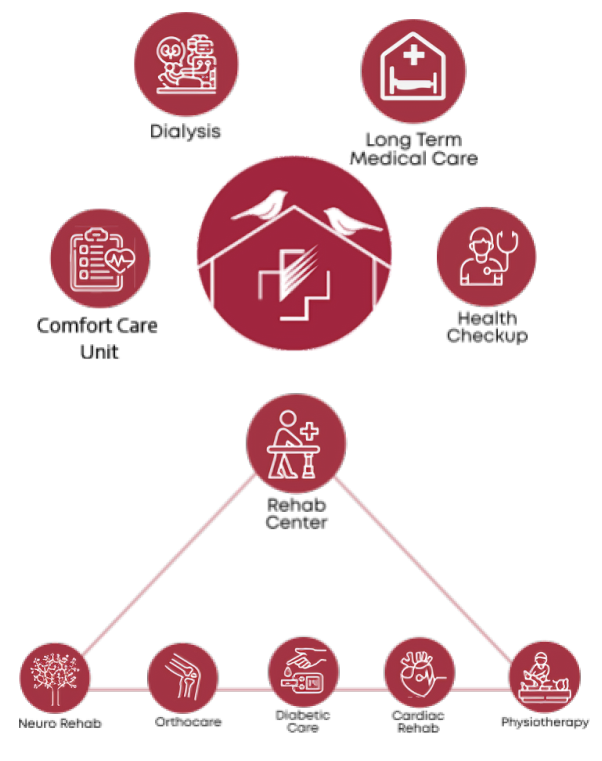 Dialysis
Long Term
Medical Care
Comfort Care
Unit
Health
Checkup
Rehab
Center
Neuro Rehab
Orthocare
Diabetic
Care
Cardiac
Rehab
Physiotherapy